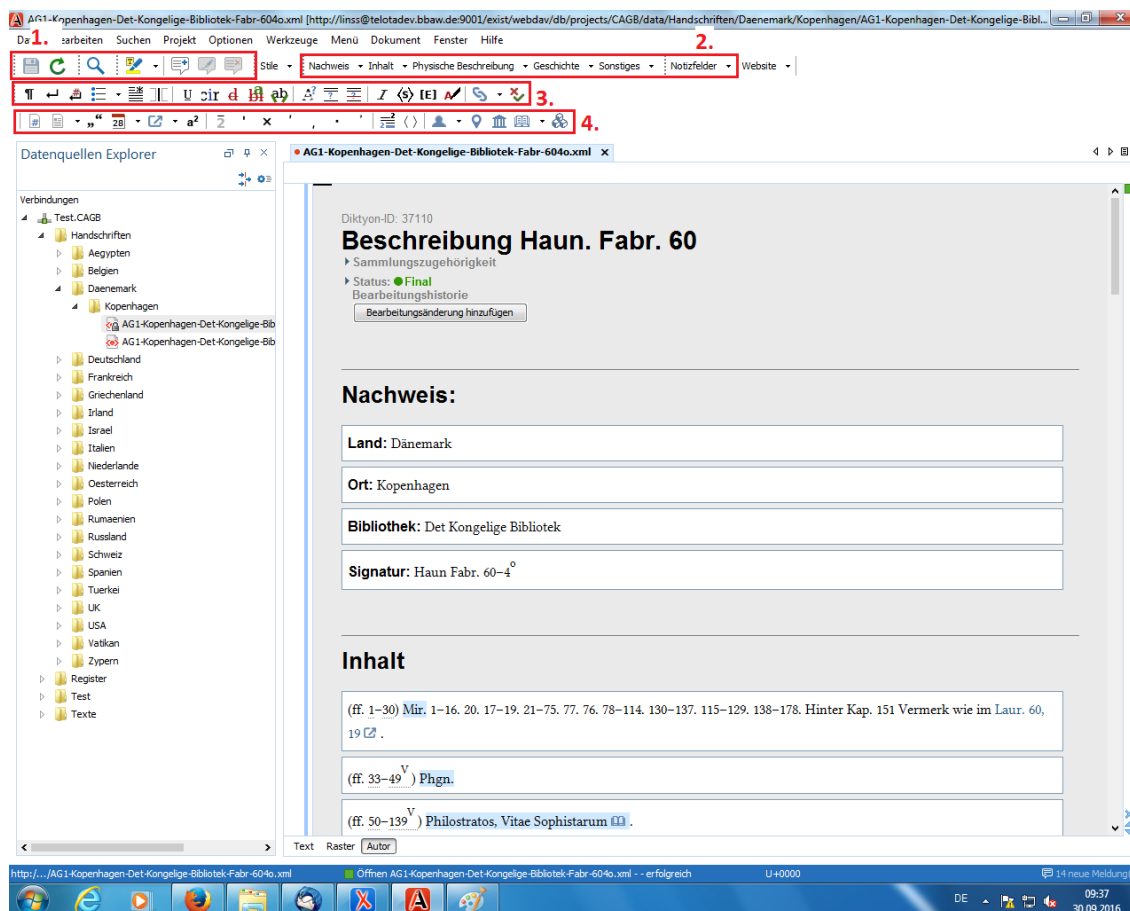 AG1-Kopenhagen-Det-Kongelige-Bibliotek-Fabr-604o.xml [http://linss@telotadev.bbaw.de:9001/exist/webdav/db/projects/CAGB/data/Handschriften/Daenemark/Kopenhagen/AG1-Kopenhagen-Det-Kongelige-Bibl...
1. arbeiten Suchen Projekt Optionen Werkzeuge Menü Dokument Fenster Hilfe
2.
Stile Nachweis Inhalt Physische Beschreibung Geschichte Sonstiges Notizfelder Website
3.
4.
Datenquellen Explorer
AG1-Kopenhagen-Det-Kongelige-Bibliotek-Fabr-604o.xml x
Verbindungen
Test.CAGB
Handschriften
Aegypten
Belgien
Daenemark
Kopenhagen
AG1-Kopenhagen-Det-Kongelige-Bib
AG1-Kopenhagen-Det-Kongelige-Bib
Deutschland
Frankreich
Griechenland
Irland
Israel
Italien
Niederlande
Oesterreich
Polen
Rumaenien
Russland
Schweiz
Spanien
Tuerkei
UK
USA
Vatikan
Zypern
Register
Test
Texte
Diktyon-ID: 37110
Beschreibung Haun. Fabr. 60
Sammlungszugehörigkeit
Status: Final
Bearbeitungshistorie
Bearbeitungsänderung hinzufügen
Nachweis:
Land: Dänemark
Ort: Kopenhagen
Bibliothek: Det Kongelige Bibliotek
Signatur: Haun Fabr. 60–4o
Inhalt
(ff. 1–30) Mir. 1–16. 20. 17–19. 21–75. 77. 76. 78–114. 130–137. 115–129. 138–178. Hinter Kap. 151 Vermerk wie im Laur. 60,
19 .
(ff. 33–49V) Phgn.
(ff. 50–139V) Philostratos, Vitae Sophistarum .
Text Raster Autor
http:/.../AG1-Kopenhagen-Det-Kongelige-Bibliotek-Fabr-604o.xml Öffnen AG1-Kopenhagen-Det-Kongelige-Bibliotek-Fabr-604o.xml - - erfolgreich U+0000 14 neue Meldung
DE 09:37
30.09.2016